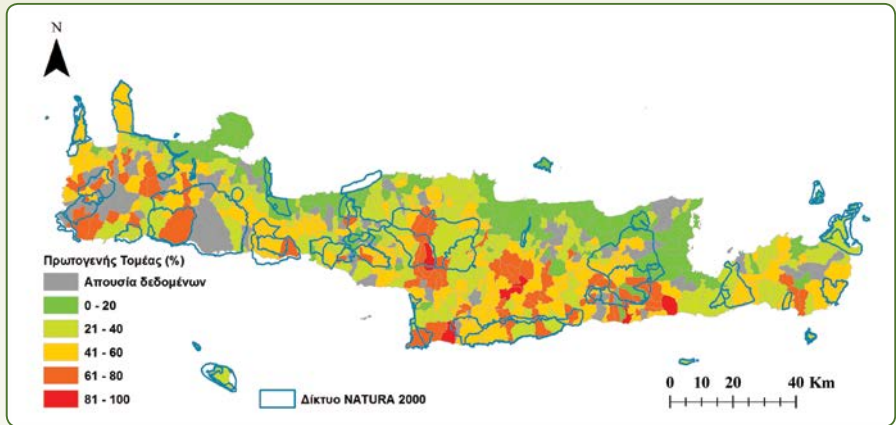 N
Πρωτογενής Τομέας (%)
Απουσία δεδομένων
0 - 20
21 - 40
41 - 60
61 - 80
81 - 100
Δίκτυο NATURA 2000
0 10 20 40 Km